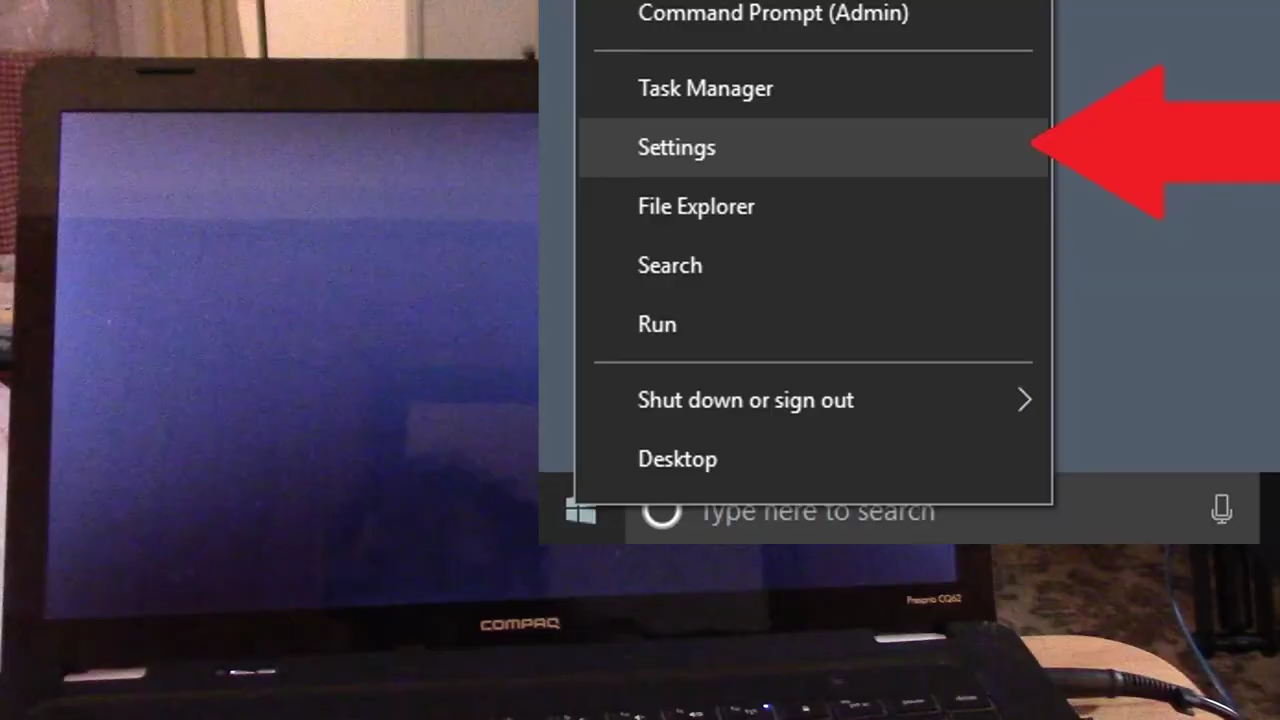 Command Prompt (Admin)
Task Manager
Settings
File Explorer
Search
Run
Shut down or sign out
Desktop
Type here to search
Presario CQ62
COMPAQ